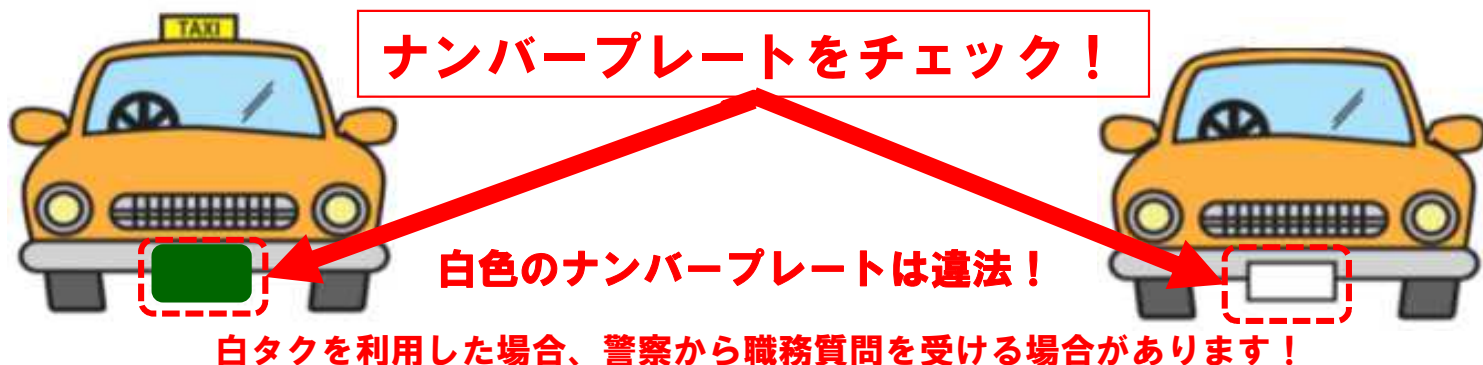 TAXI
ナンバープレートをチェック！
白色のナンバープレートは違法！
白タクを利用した場合、警察から職務質問を受ける場合があります！